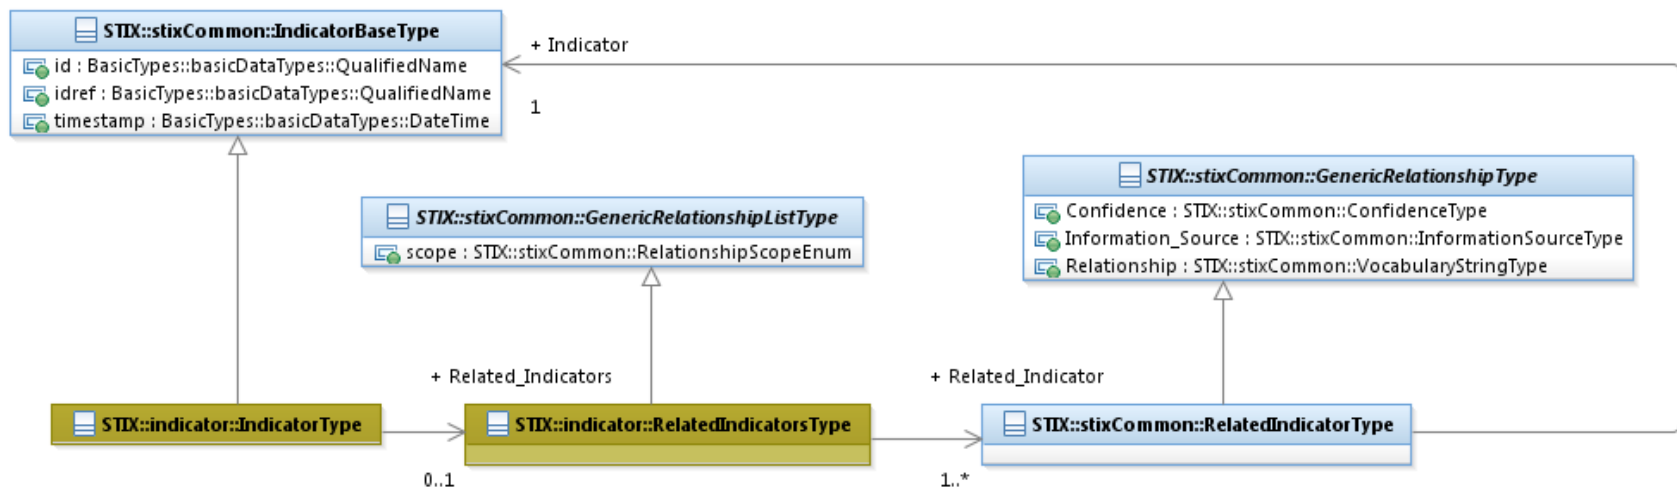 STIX::stixCommon::IndicatorBaseType
id : BasicTypes::basicDataTypes::QualifiedName
idref : BasicTypes::basicDataTypes::QualifiedName
timestamp : BasicTypes::basicDataTypes::DateTime
+ Indicator
1
STIX::stixCommon::GenericRelationshipListType
scope : STIX::stixCommon::RelationshipScopeEnum
STIX::stixCommon::GenericRelationshipType
Confidence : STIX::stixCommon::ConfidenceType
Information_Source : STIX::stixCommon::InformationSourceType
Relationship : STIX::stixCommon::VocabularyStringType
+ Related_Indicators
+ Related_Indicator
STIX::indicator::IndicatorType
STIX::indicator::RelatedIndicatorsType
STIX::stixCommon::RelatedIndicatorType
0..1
1..*